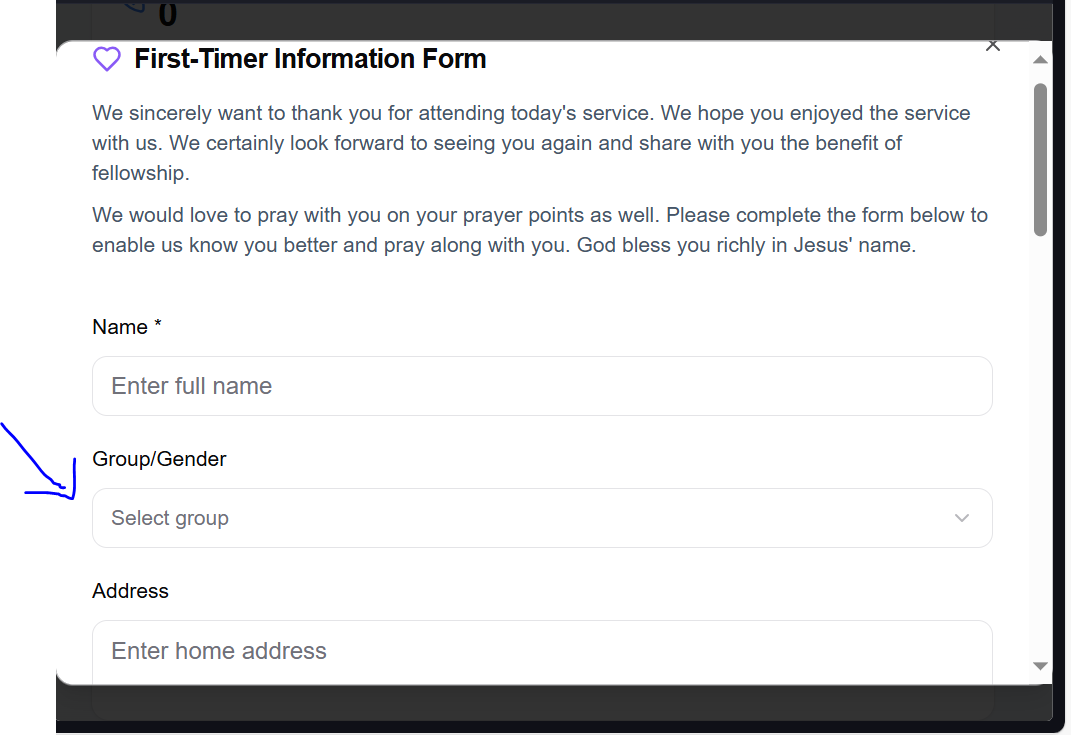 0
First-Timer Information Form
We sincerely want to thank you for attending today's service. We hope you enjoyed the service
with us. We certainly look forward to seeing you again and share with you the benefit of
fellowship.
We would love to pray with you on your prayer points as well. Please complete the form below to
enable us know you better and pray along with you. God bless you richly in Jesus' name.
Name *
Enter full name
Group/Gender
Select group
Address
Enter home address